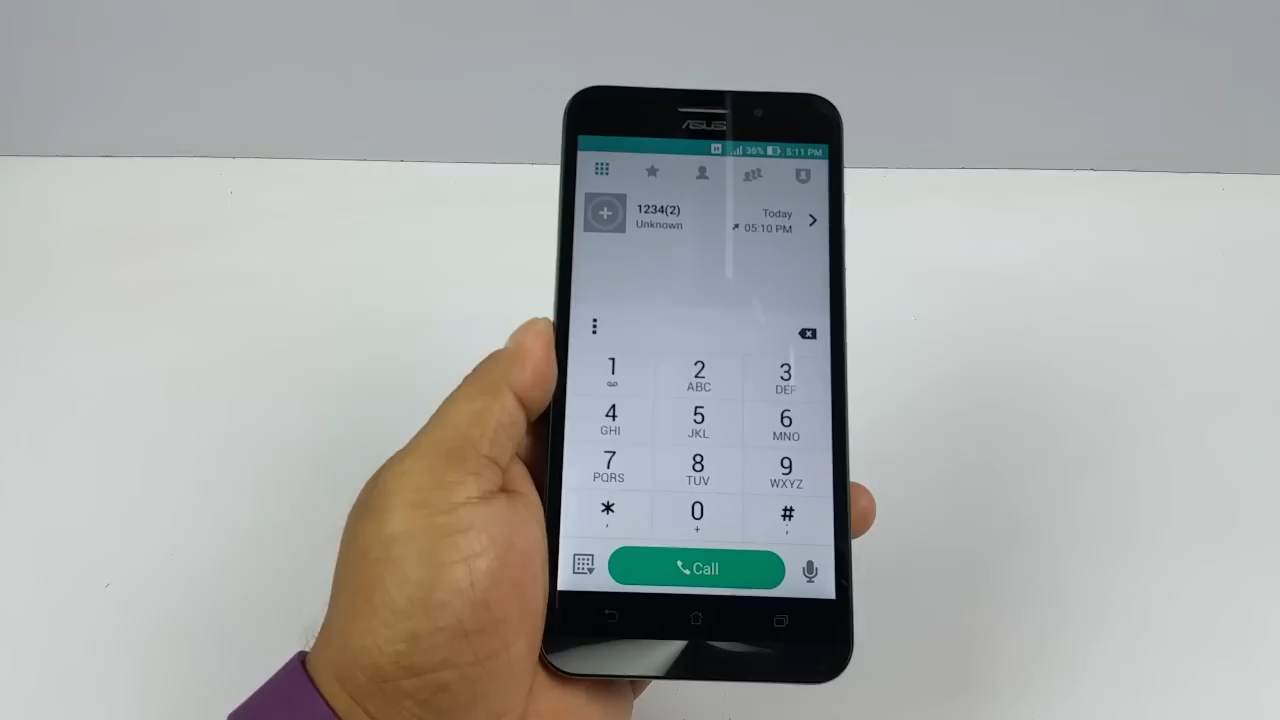 ASUS
H 36% 5:11 PM
1234(2) Today
Unknown 05:10 PM
1 2 3
ABC DEF
4 5 6
GHI JKL MNO
7 8 9
PQRS TUV WXYZ
* 0 #
, + ;
Call